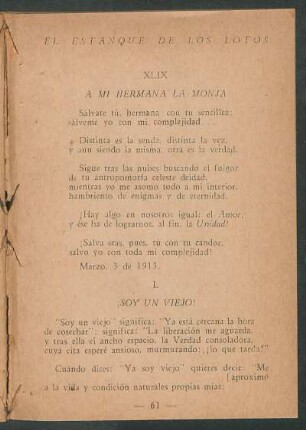 EL ESTANQUE DE LOS LOTOS
XLIX
A MI HERMANA LA MONJA
Sálvate tú, hermana con tu sencillez;
sálveme yo con mi complejidad...
Distinta es la senda, distinta la vez,
y aun siendo la misma, otra es la verdad.
Sigue tras las nubes buscando el fulgor
de tu antropomorfa celeste deidad,
mientras yo me asomo todo a mi interior,
hambriento de enigmas y de eternidad.
¡Hay algo en nosotros igual: el Amor,
y ése ha de lograrnos, al fin, la Unidad!
¡Salva eras, pues, tú con tu candor,
salvo yo con toda mi complejidad!
Marzo, 3 de 1915.
L
¡SOY UN VIEJO!
"Soy un viejo" significa: "Ya está cercana la hora
de cosechar"; significa: "La liberación me aguarda,
y tras ella el ancho espacio, la Verdad consoladora,
cuya cita esperé ansioso, murmurando: ¡lo que tarda!"
Cuando dices: "Ya soy viejo" quieres decir: "Me
[aproximo
a la vida y condición naturales propias mías:
— 61 —